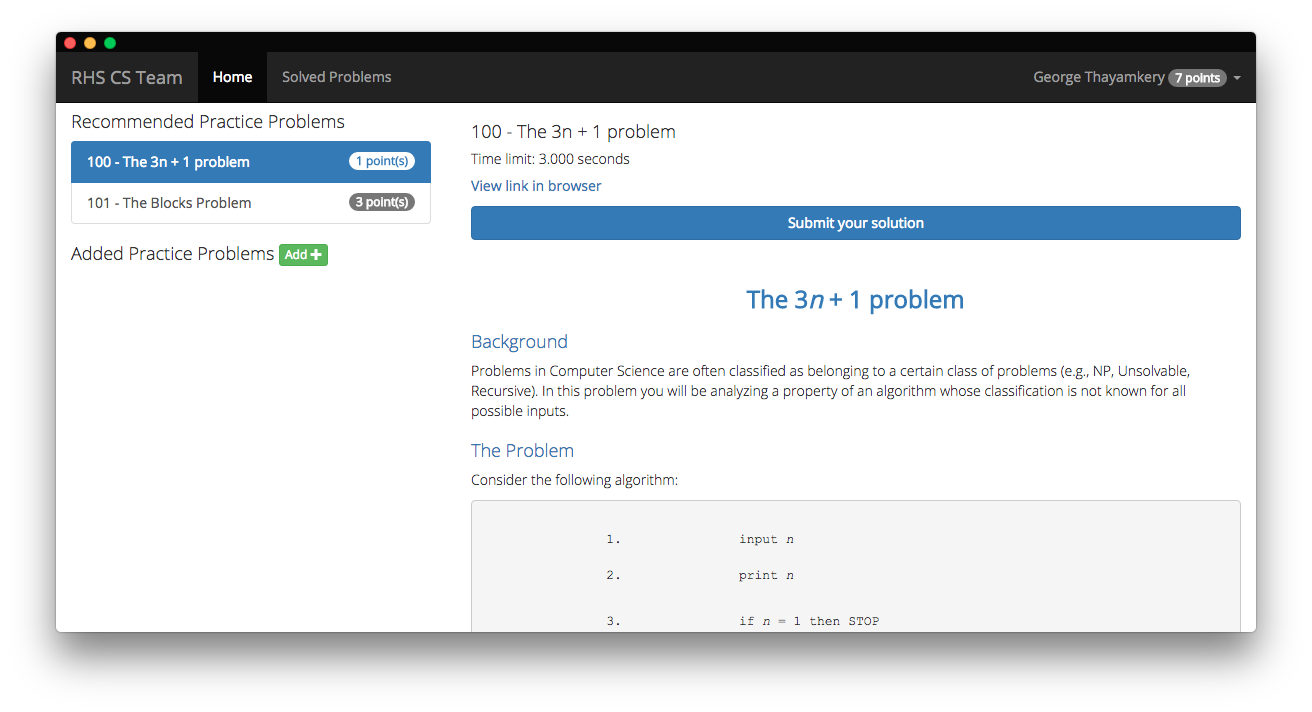 RHS CS Team Home Solved Problems George Thayamkery 7 points
Recommended Practice Problems
100 - The 3n + 1 problem 1 point(s)
101 - The Blocks Problem 3 point(s)
Added Practice Problems Add
100 - The 3n + 1 problem
Time limit: 3.000 seconds
View link in browser
Submit your solution
The 3n + 1 problem
Background
Problems in Computer Science are often classified as belonging to a certain class of problems (e.g., NP, Unsolvable,
Recursive). In this problem you will be analyzing a property of an algorithm whose classification is not known for all
possible inputs.
The Problem
Consider the following algorithm:
1. input n
2. print n
3. if n = 1 then STOP